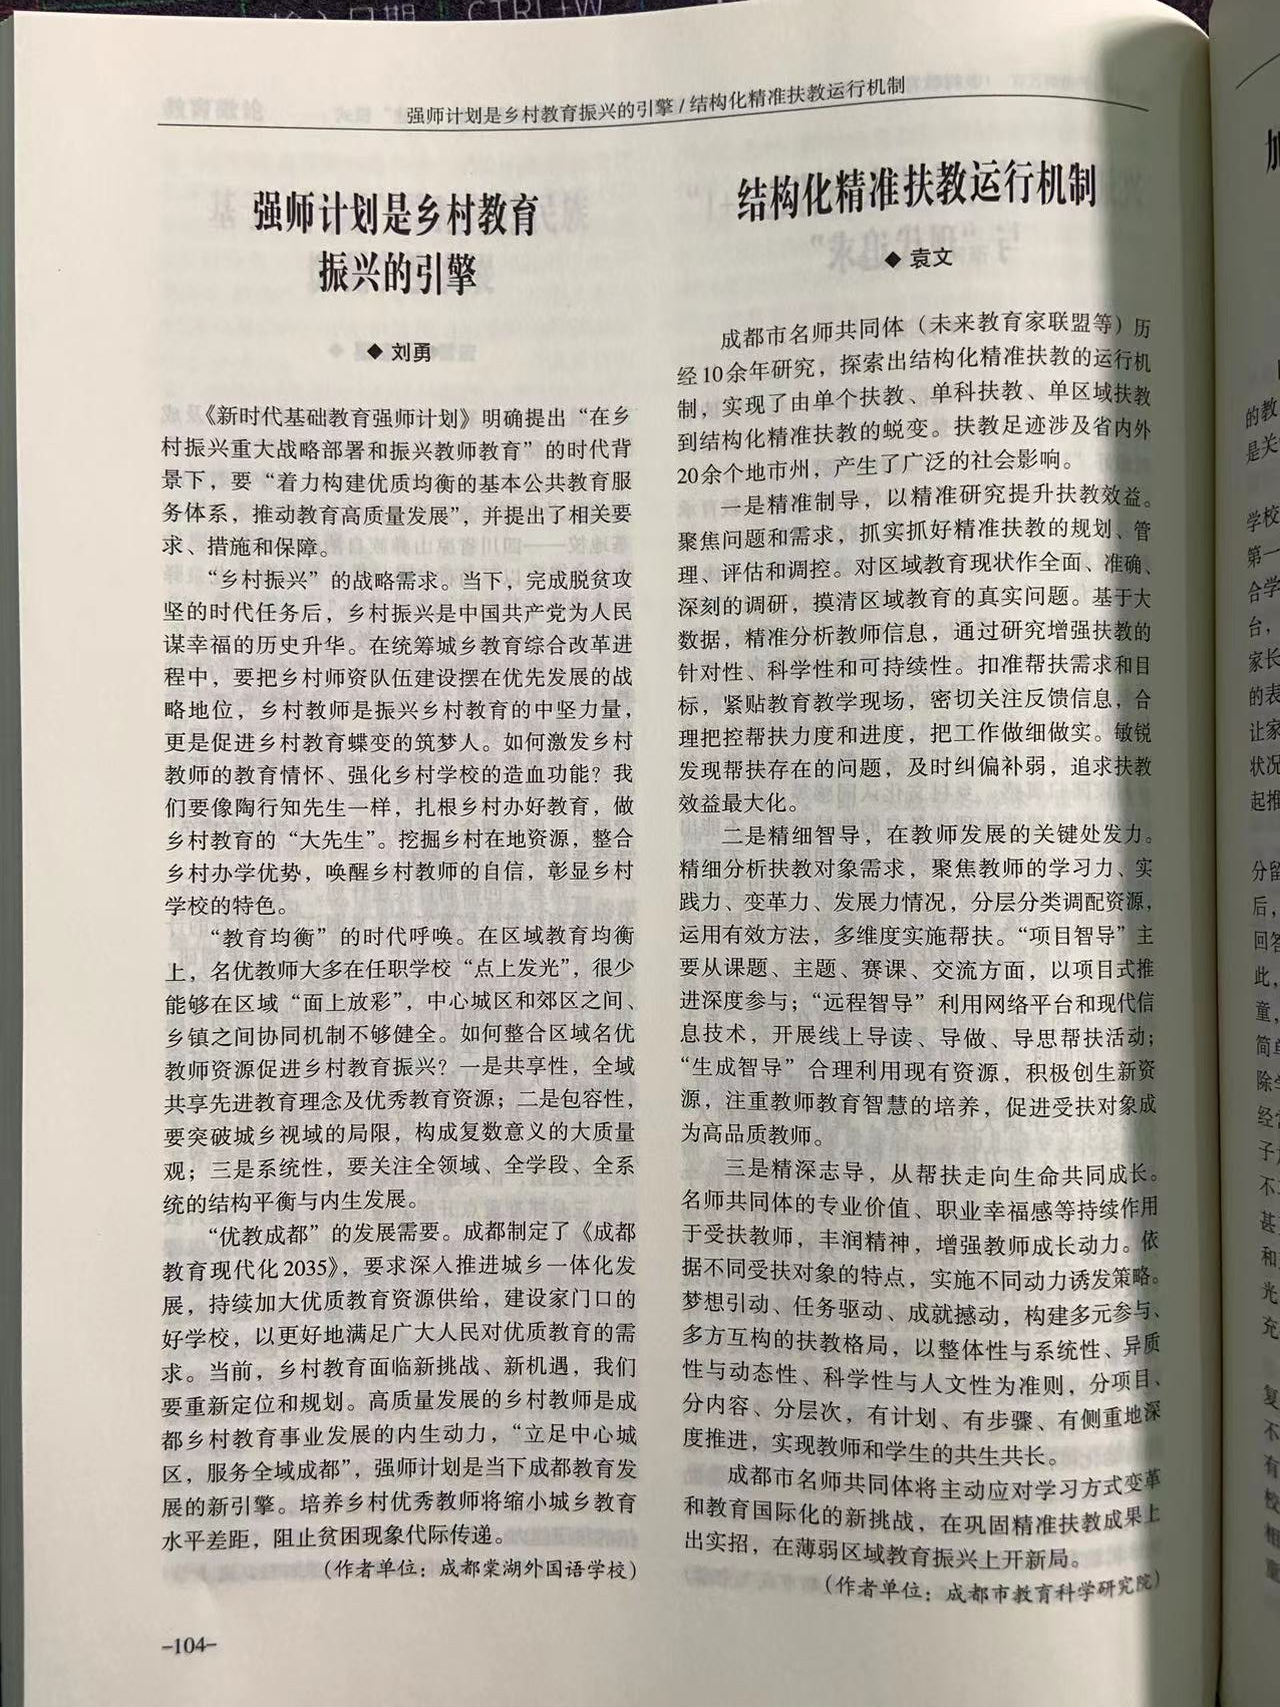 CTRL+W
强师计划是乡村教育振兴的引擎 / 结构化精准扶教运行机制
强师计划是乡村教育
振兴的引擎
◆ 刘勇
《新时代基础教育强师计划》明确提出“在乡
村振兴重大战略部署和振兴教师教育”的时代背
景下，要“着力构建优质均衡的基本公共教育服
务体系，推动教育高质量发展”，并提出了相关要
求、措施和保障。
“乡村振兴”的战略需求。当下，完成脱贫攻
坚的时代任务后，乡村振兴是中国共产党为人民
谋幸福的历史升华。在统筹城乡教育综合改革进
程中，要把乡村师资队伍建设摆在优先发展的战
略地位，乡村教师是振兴乡村教育的中坚力量，
更是促进乡村教育蝶变的筑梦人。如何激发乡村
教师的教育情怀、强化乡村学校的造血功能？我
们要像陶行知先生一样，扎根乡村办好教育，做
乡村教育的“大先生”。挖掘乡村在地资源，整合
乡村办学优势，唤醒乡村教师的自信，彰显乡村
学校的特色。
“教育均衡”的时代呼唤。在区域教育均衡
上，名优教师大多在任职学校“点上发光”，很少
能够在区域“面上放彩”，中心城区和郊区之间、
乡镇之间协同机制不够健全。如何整合区域名优
教师资源促进乡村教育振兴？一是共享性，全域
共享先进教育理念及优秀教育资源；二是包容性，
要突破城乡视域的局限，构成复数意义的大质量
观；三是系统性，要关注全领域、全学段、全系
统的结构平衡与内生发展。
“优教成都”的发展需要。成都制定了《成都
教育现代化2035》，要求深入推进城乡一体化发
展，持续加大优质教育资源供给，建设家门口的
好学校，以更好地满足广大人民对优质教育的需
求。当前，乡村教育面临新挑战、新机遇，我们
要重新定位和规划。高质量发展的乡村教师是成
都乡村教育事业发展的内生动力，“立足中心城
区，服务全域成都”，强师计划是当下成都教育发
展的新引擎。培养乡村优秀教师将缩小城乡教育
水平差距，阻止贫困现象代际传递。
（作者单位：成都棠湖外国语学校）
结构化精准扶教运行机制
◆ 袁文
成都市名师共同体（未来教育家联盟等）历
经10余年研究，探索出结构化精准扶教的运行机
制，实现了由单个扶教、单科扶教、单区域扶教
到结构化精准扶教的蜕变。扶教足迹涉及省内外
20余个地市州，产生了广泛的社会影响。
一是精准制导，以精准研究提升扶教效益。
聚焦问题和需求，抓实抓好精准扶教的规划、管
理、评估和调控。对区域教育现状作全面、准确、
深刻的调研，摸清区域教育的真实问题。基于大
数据，精准分析教师信息，通过研究增强扶教的
针对性、科学性和可持续性。扣准帮扶需求和目
标，紧贴教育教学现场，密切关注反馈信息，合
理把控帮扶力度和进度，把工作做细做实。敏锐
发现帮扶存在的问题，及时纠偏补弱，追求扶教
效益最大化。
二是精细智导，在教师发展的关键处发力。
精细分析扶教对象需求，聚焦教师的学习力、实
践力、变革力、发展力情况，分层分类调配资源，
运用有效方法，多维度实施帮扶。“项目智导”主
要从课题、主题、赛课、交流方面，以项目式推
进深度参与；“远程智导”利用网络平台和现代信
息技术，开展线上导读、导做、导思帮扶活动；
“生成智导”合理利用现有资源，积极创生新资
源，注重教师教育智慧的培养，促进受扶对象成
为高品质教师。
三是精深志导，从帮扶走向生命共同成长。
名师共同体的专业价值、职业幸福感等持续作用
于受扶教师，丰润精神，增强教师成长动力。依
据不同受扶对象的特点，实施不同动力诱发策略。
梦想引动、任务驱动、成就撼动，构建多元参与、
多方互构的扶教格局，以整体性与系统性、异质
性与动态性、科学性与人文性为准则，分项目、
分内容、分层次，有计划、有步骤、有侧重地深
度推进，实现教师和学生的共生共长。
成都市名师共同体将主动应对学习方式变革
和教育国际化的新挑战，在巩固精准扶教成果上
出实招，在薄弱区域教育振兴上开新局。
（作者单位：成都市教育科学研究院）
-104-
的教
是关
学校
第一
合学
台，
家长
的表
让家
状况
起推
分留
后，
回答
此，
童，
简单
除学
经常
子
不
甚
和
光
充
复
不
有
校
相